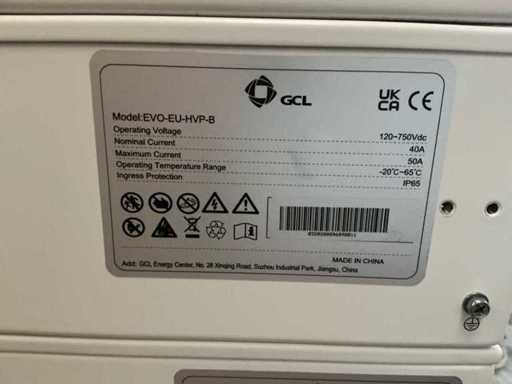 GCL
UK
CA CE
Model:EVO-EU-HVP-B
Operating Voltage 120~750Vdc
Nominal Current 40A
Maximum Current 50A
Operating Temperature Range -20°C~65°C
Ingress Protection IP65
Add: GCL Energy Center, No. 28 Xinqing Road, Suzhou Industrial Park, Jiangsu, China
MADE IN CHINA